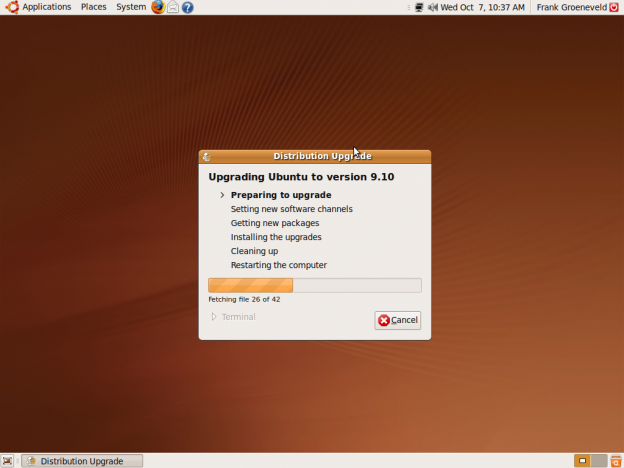 Applications Places System Wed Oct 7, 10:37 AM Frank Groeneveld
Distribution Upgrade
Upgrading Ubuntu to version 9.10
Preparing to upgrade
Setting new software channels
Getting new packages
Installing the upgrades
Cleaning up
Restarting the computer
Fetching file 26 of 42
Terminal
Cancel
Distribution Upgrade